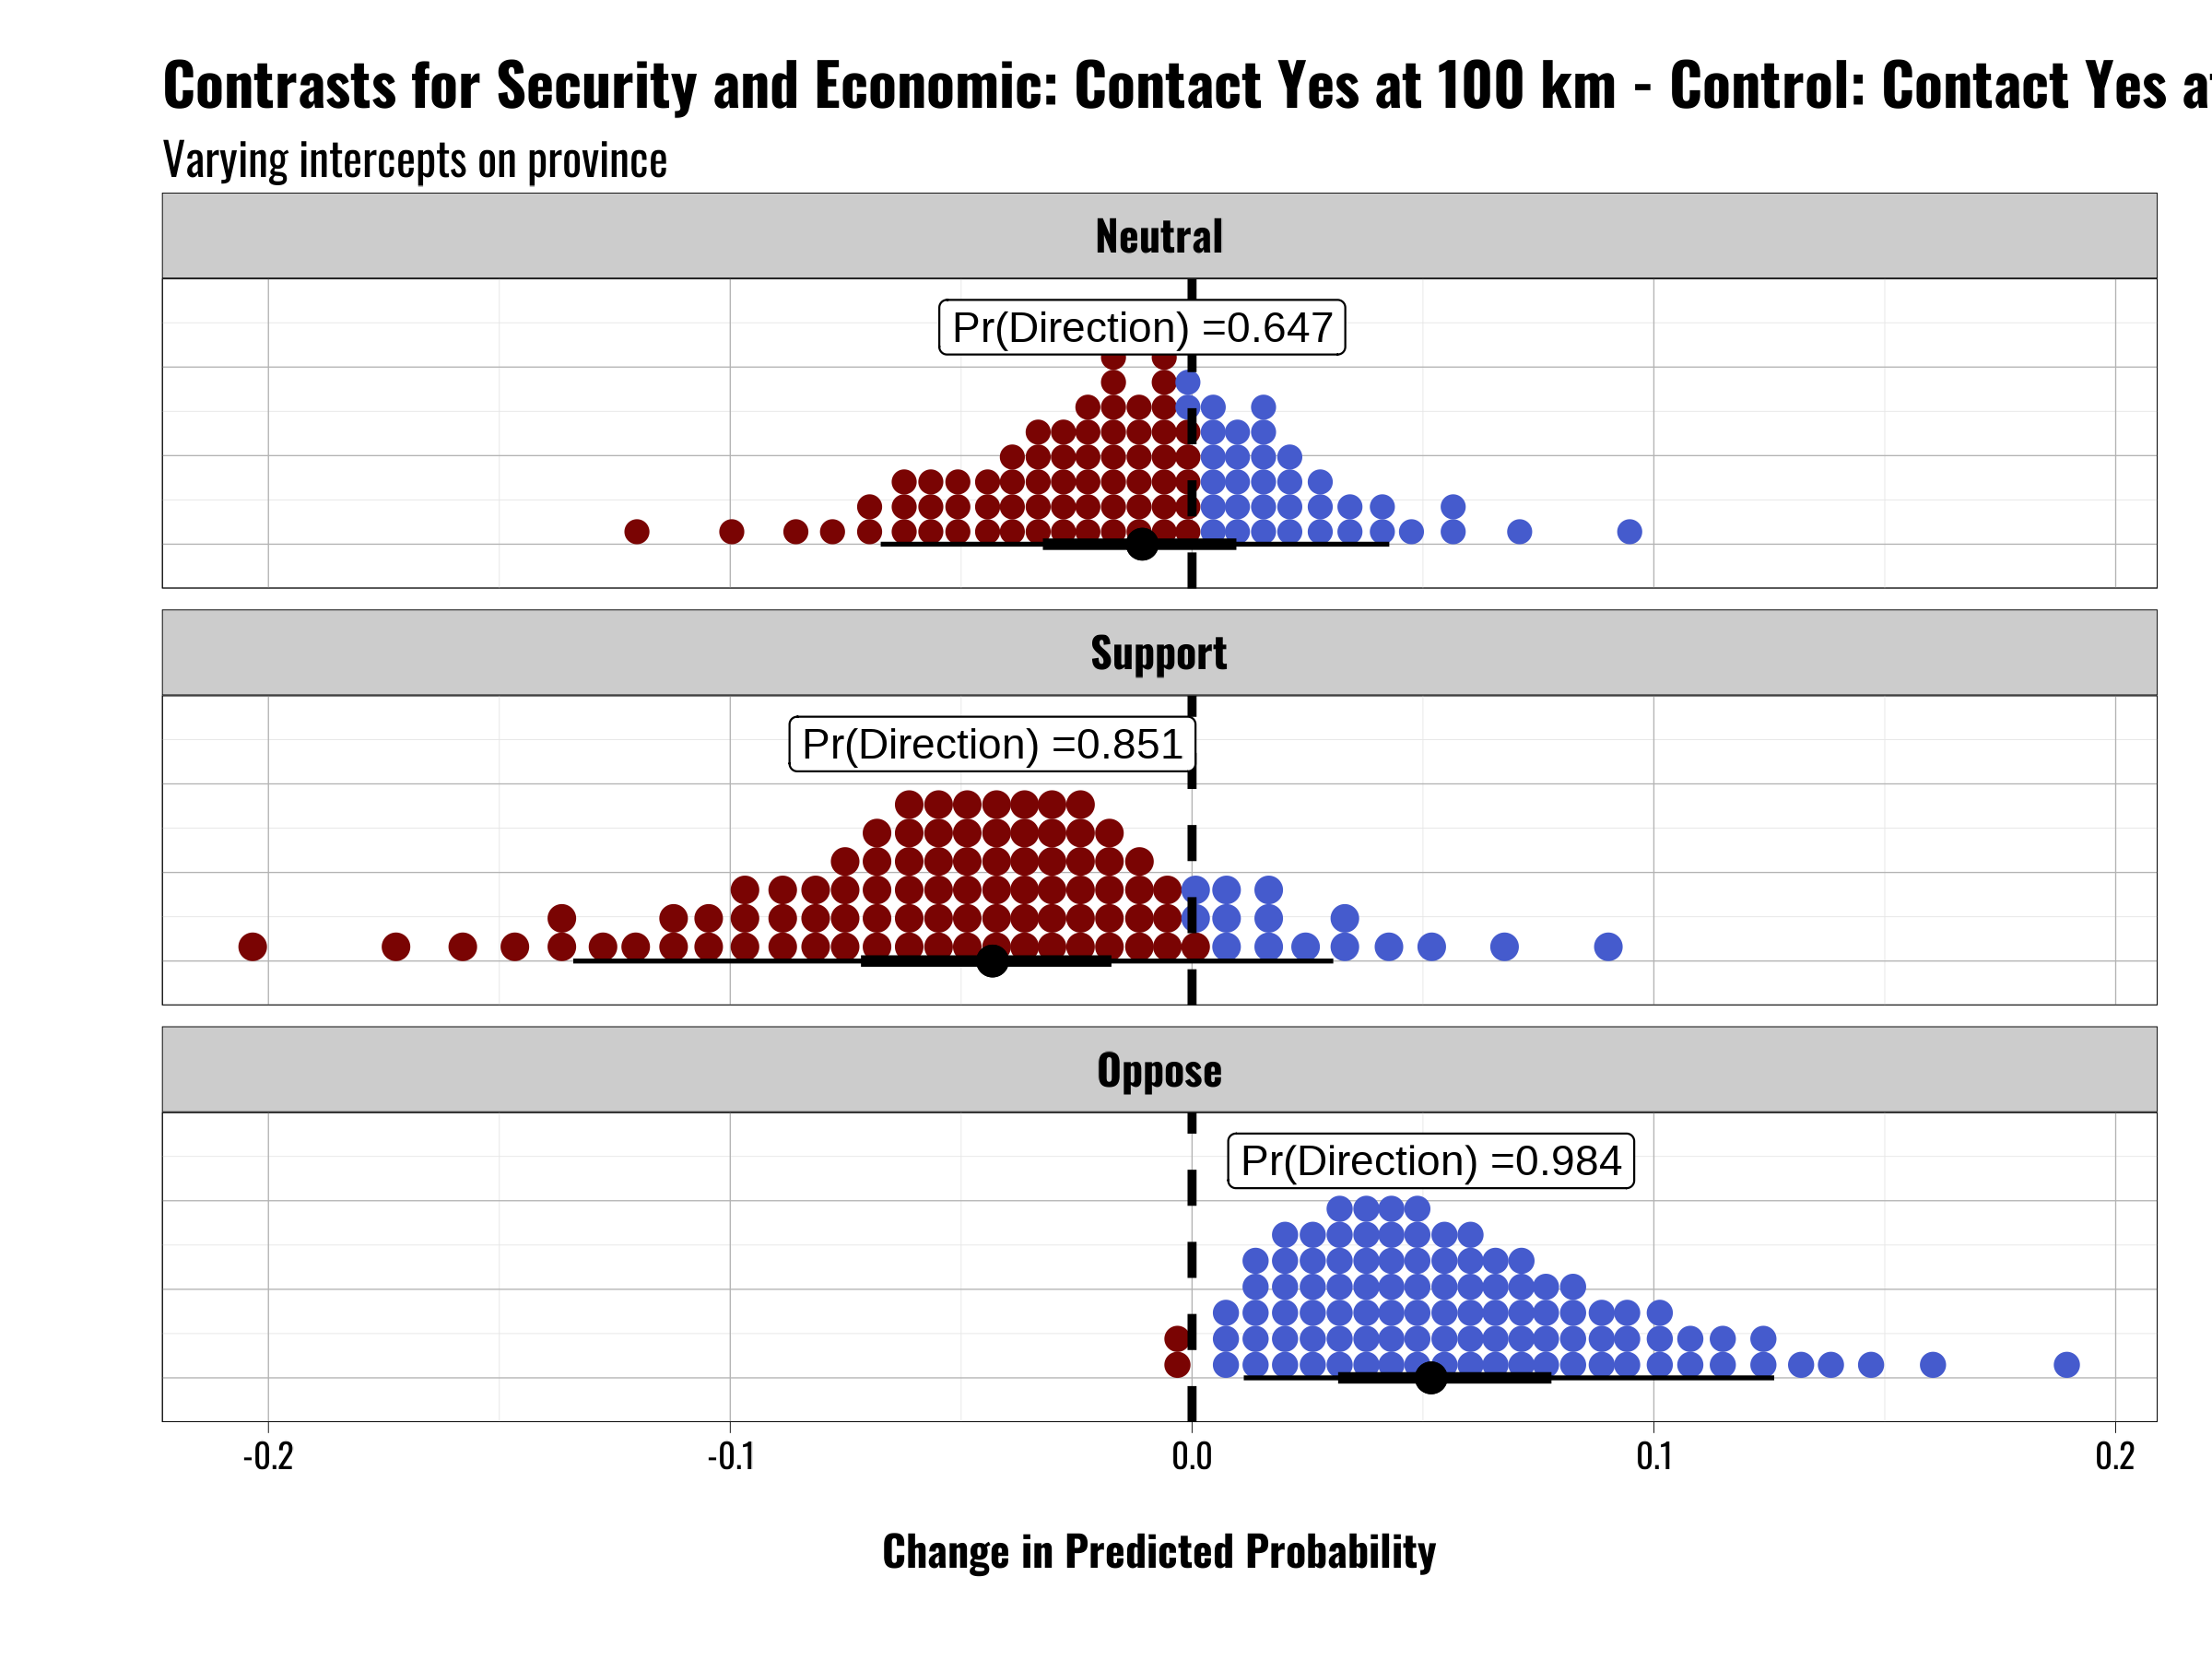 Contrasts for Security and Economic: Contact Yes at 100 km - Control: Contact Yes at
Varying intercepts on province
Neutral
Pr(Direction) =0.647
Support
Pr(Direction) =0.851
Oppose
Pr(Direction) =0.984
-0.2 -0.1 0.0 0.1 0.2
Change in Predicted Probability